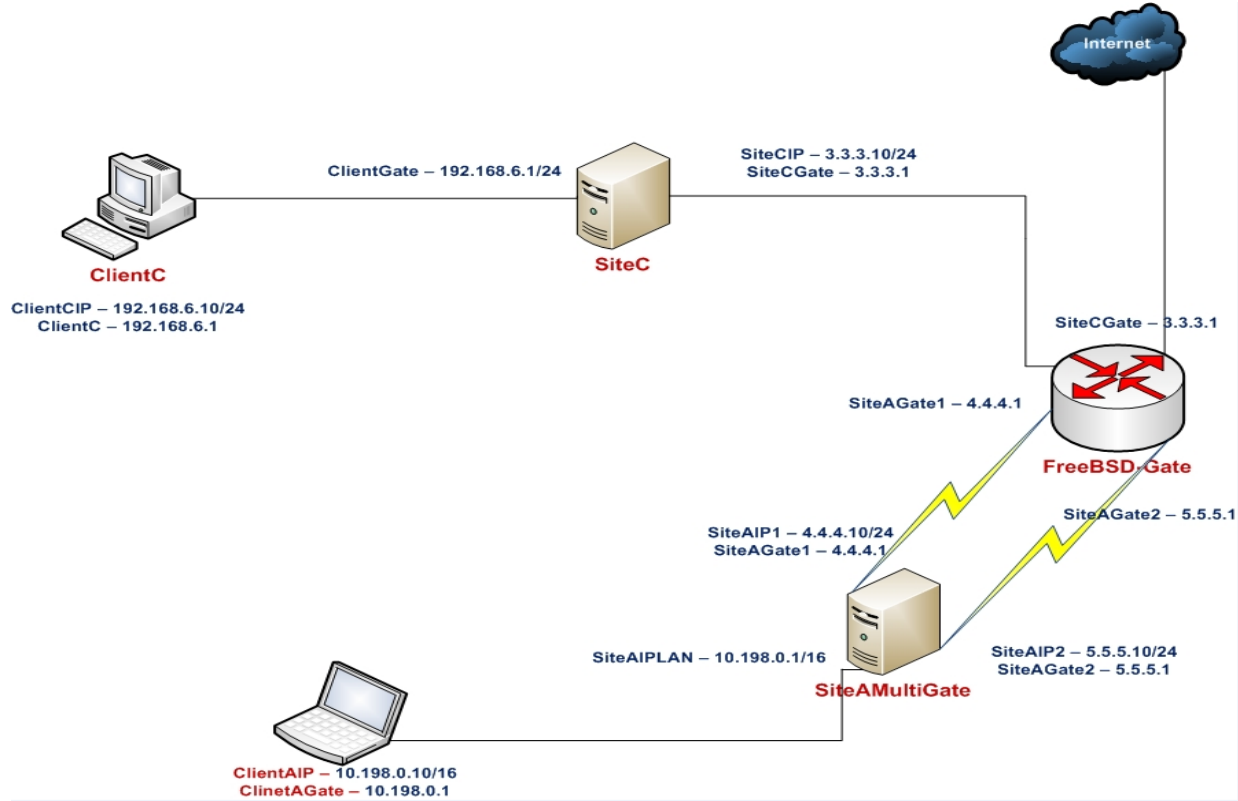 Internet
ClientGate – 192.168.6.1/24
SiteCIP – 3.3.3.10/24
SiteCGate – 3.3.3.1
SiteC
ClientC
ClientCIP – 192.168.6.10/24
ClientC – 192.168.6.1
SiteCGate – 3.3.3.1
SiteAGate1 – 4.4.4.1
FreeBSD-Gate
SiteAGate2 – 5.5.5.1
SiteAIP1 – 4.4.4.10/24
SiteAGate1 – 4.4.4.1
SiteAIPLAN – 10.198.0.1/16
SiteAIP2 – 5.5.5.10/24
SiteAGate2 – 5.5.5.1
SiteAMultiGate
ClientAIP – 10.198.0.10/16
ClinetAGate – 10.198.0.1